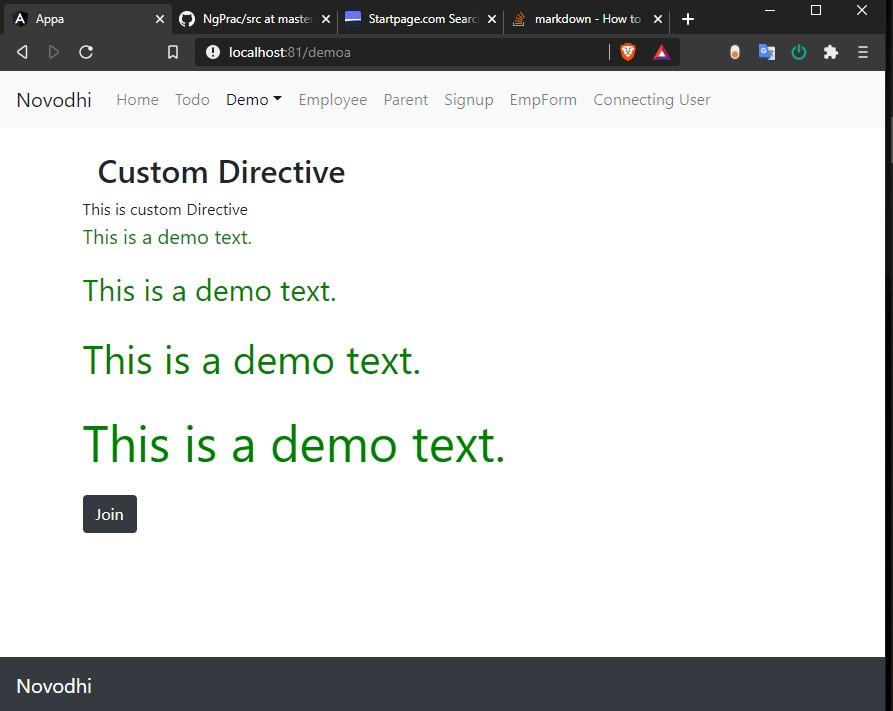 Appa NgPrac/src at master Startpage.com Searc markdown - How to
localhost:81/demoa
Novodhi Home Todo Demo Employee Parent Signup EmpForm Connecting User
Custom Directive
This is custom Directive
This is a demo text.
This is a demo text.
This is a demo text.
This is a demo text.
Join
Novodhi